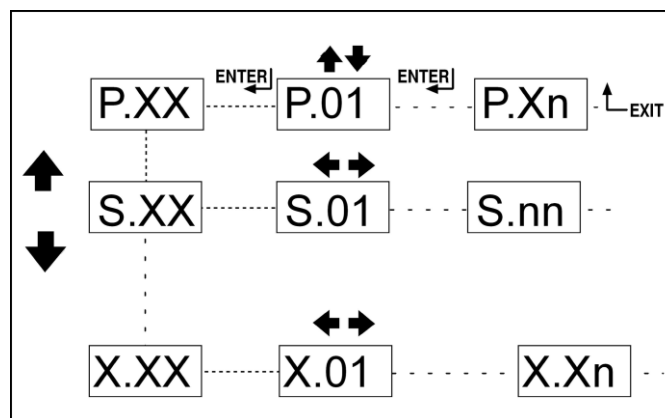 P.XX ENTER P.01 ENTER P.Xn EXIT
S.XX S.01 S.nn
X.XX X.01 X.Xn